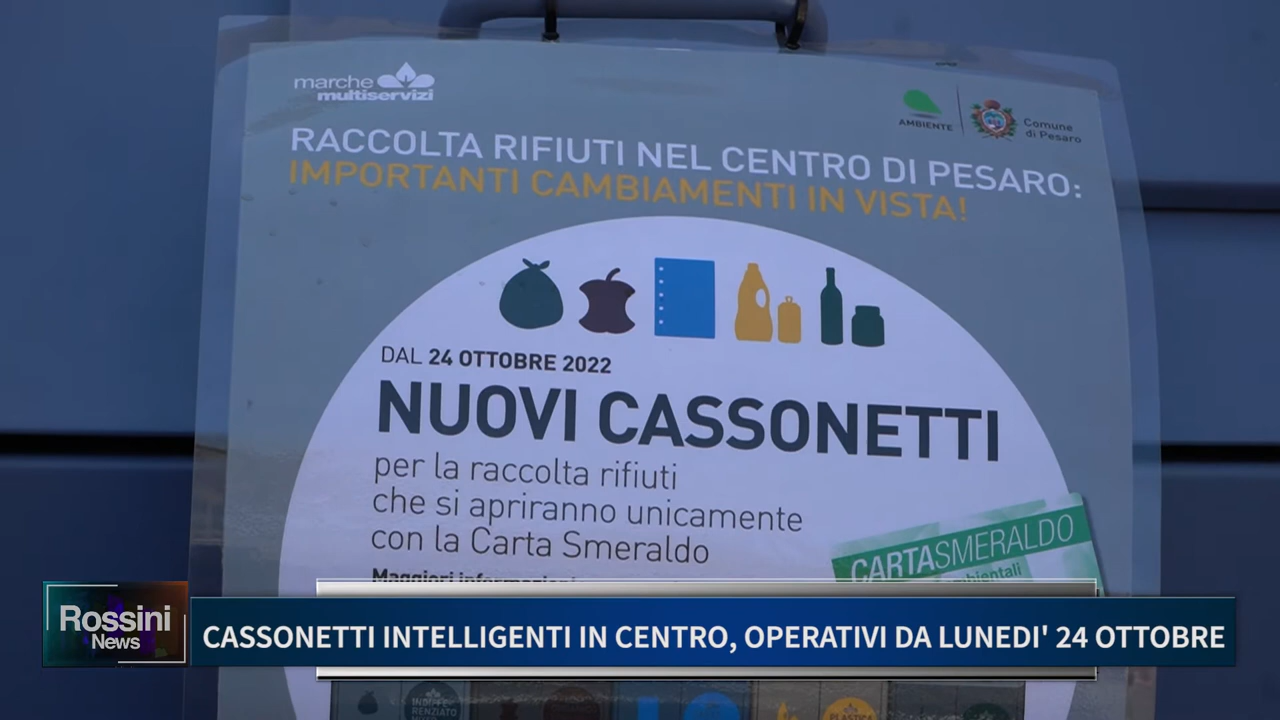 marche
multiservizi
AMBIENTE
Comune
di Pesaro
RACCOLTA RIFIUTI NEL CENTRO DI PESARO:
IMPORTANTI CAMBIAMENTI IN VISTA!
DAL 24 OTTOBRE 2022
NUOVI CASSONETTI
per la raccolta rifiuti
che si apriranno unicamente
con la Carta Smeraldo
CARTASMERALDO
Maggiori informazioni
Rossini
News
CASSONETTI INTELLIGENTI IN CENTRO, OPERATIVI DA LUNEDI' 24 OTTOBRE